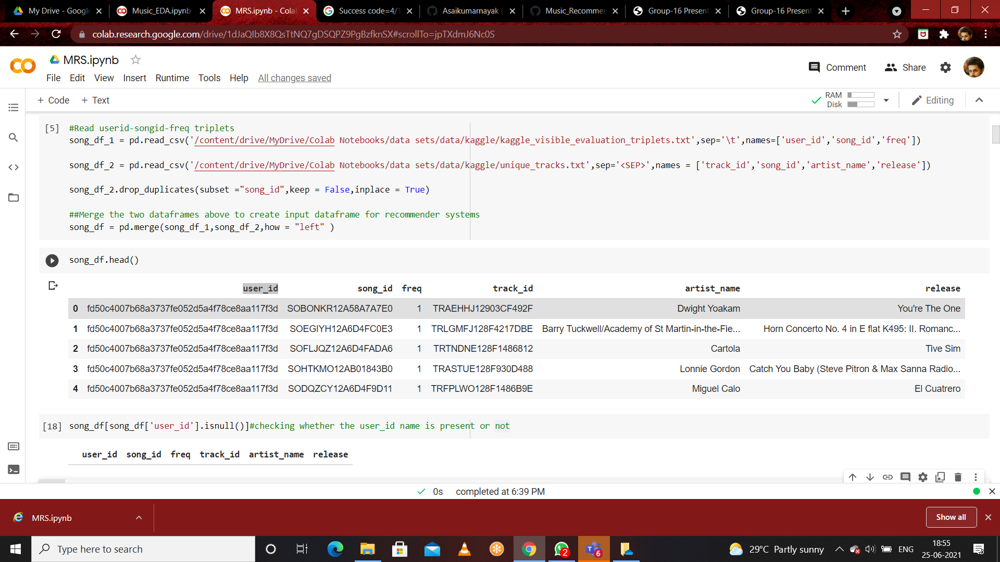 My Drive - Google
Music_EDA.ipynb
MRS.ipynb - Colab
Success code=4/1
Asaikumarnayak (
Music_Recommen
Group-16 Present
Group-16 Present
colab.research.google.com/drive/1dJaQIb8X8QsTtNQ7gDSQPZ9PgBzfknSX#scrollTo=jpTXdmJ6Nc0S
MRS.ipynb
Comment
Share
File Edit View Insert Runtime Tools Help All changes saved
+ Code + Text
RAM
Disk
Editing
[5] #Read userid-songid-freq triplets
song_df_1 = pd.read_csv('/content/drive/MyDrive/Colab Notebooks/data sets/data/kaggle/kaggle_visible_evaluation_triplets.txt',sep='\t',names=['user_id','song_id','freq'])
song_df_2 = pd.read_csv('/content/drive/MyDrive/Colab Notebooks/data sets/data/kaggle/unique_tracks.txt',sep='<SEP>',names = ['track_id','song_id','artist_name','release'])
song_df_2.drop_duplicates(subset ="song_id",keep = False,inplace = True)
##Merge the two dataframes above to create input dataframe for recommender systems
song_df = pd.merge(song_df_1,song_df_2,how = "left" )
song_df.head()
user_id song_id freq track_id artist_name release
0 fd50c4007b68a3737fe052d5a4f78ce8aa117f3d SOBONKR12A58A7A7E0 1 TRAEHHJ12903CF492F Dwight Yoakam You're The One
1 fd50c4007b68a3737fe052d5a4f78ce8aa117f3d SOEGIYH12A6D4FC0E3 1 TRLGMFJ128F4217DBE Barry Tuckwell/Academy of St Martin-in-the-Fie... Horn Concerto No. 4 in E flat K495: II. Romanc...
2 fd50c4007b68a3737fe052d5a4f78ce8aa117f3d SOFLJQZ12A6D4FADA6 1 TRTNDNE128F1486812 Cartola Tive Sim
3 fd50c4007b68a3737fe052d5a4f78ce8aa117f3d SOHTKMO12AB01843B0 1 TRASTUE128F930D488 Lonnie Gordon Catch You Baby (Steve Pitron & Max Sanna Radio...
4 fd50c4007b68a3737fe052d5a4f78ce8aa117f3d SODQZCY12A6D4F9D11 1 TRFPLWO128F1486B9E Miguel Calo El Cuatrero
[18] song_df[song_df['user_id'].isnull()]#checking whether the user_id name is present or not
user_id song_id freq track_id artist_name release
0s completed at 6:39 PM
MRS.ipynb
Show all
Type here to search
2
6
29°C Partly sunny
ENG
18:55
25-06-2021